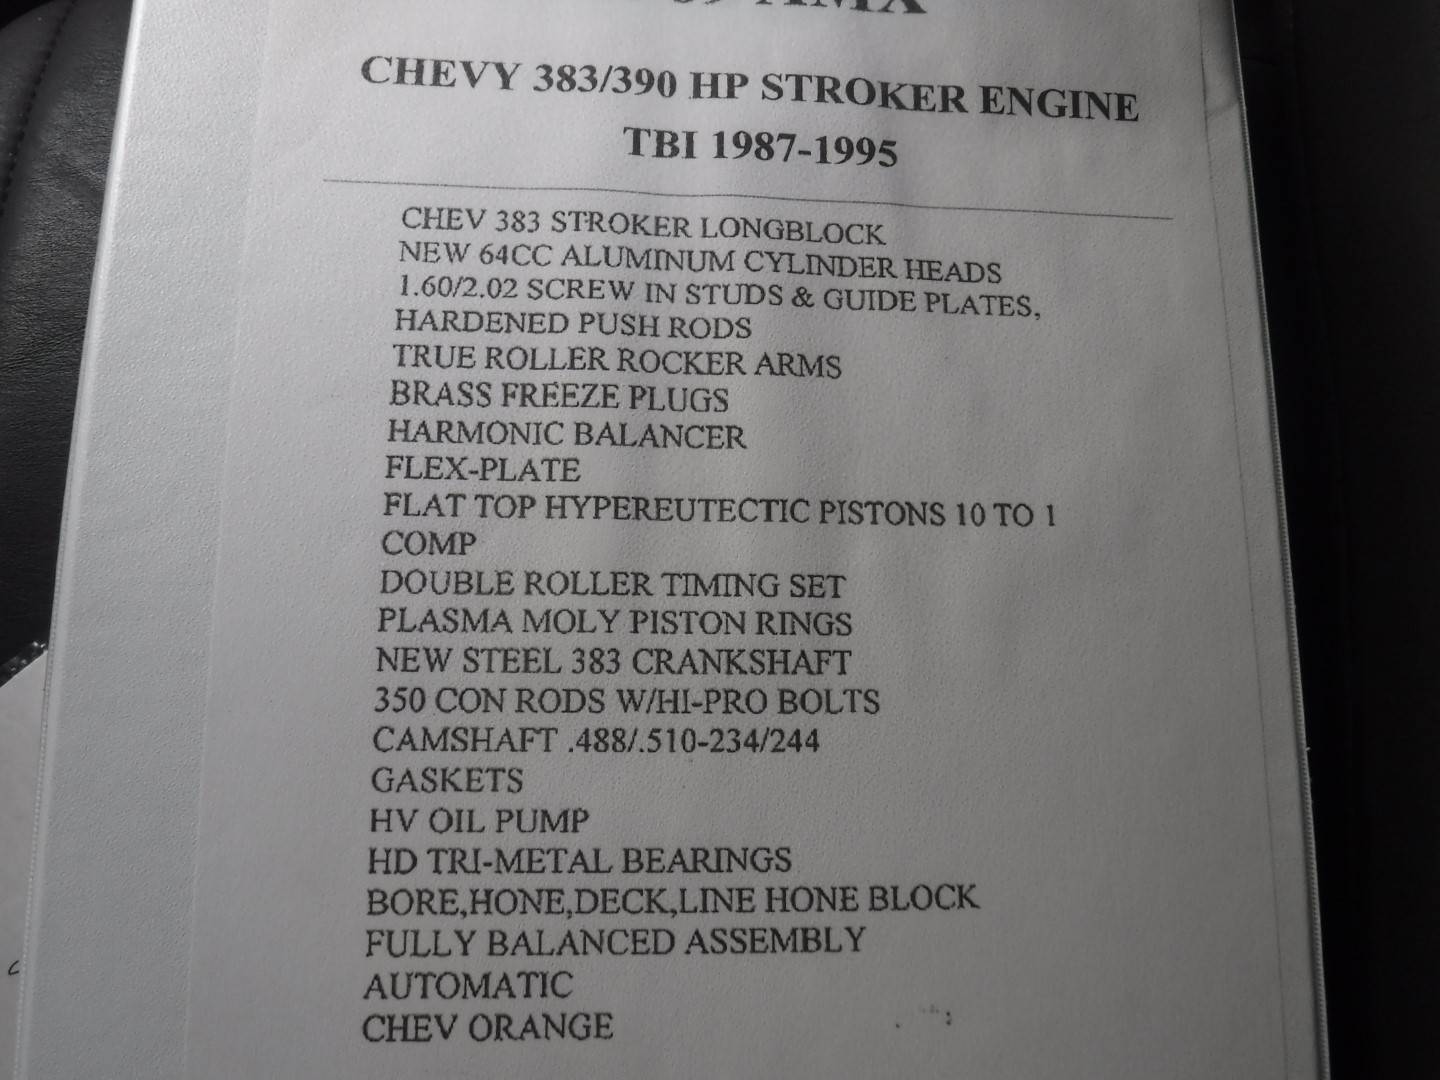 AMX
CHEVY 383/390 HP STROKER ENGINE
TBI 1987-1995
CHEV 383 STROKER LONGBLOCK
NEW 64CC ALUMINUM CYLINDER HEADS
1.60/2.02 SCREW IN STUDS & GUIDE PLATES,
HARDENED PUSH RODS
TRUE ROLLER ROCKER ARMS
BRASS FREEZE PLUGS
HARMONIC BALANCER
FLEX-PLATE
FLAT TOP HYPEREUTECTIC PISTONS 10 TO 1
COMP
DOUBLE ROLLER TIMING SET
PLASMA MOLY PISTON RINGS
NEW STEEL 383 CRANKSHAFT
350 CON RODS W/HI-PRO BOLTS
CAMSHAFT .488/.510-234/244
GASKETS
HV OIL PUMP
HD TRI-METAL BEARINGS
BORE,HONE,DECK,LINE HONE BLOCK
FULLY BALANCED ASSEMBLY
AUTOMATIC
CHEV ORANGE